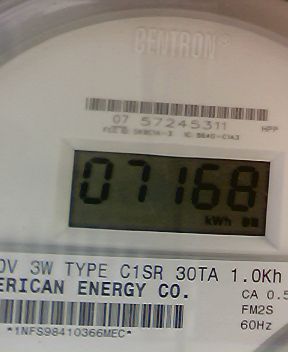 CENTRON®
07 57245311
HPP
07168
kWh
0V 3W TYPE C1SR 30TA 1.0Kh
ERICAN ENERGY CO.
CA 0.5
FM2S
60Hz
*1NFS98410366MEC*